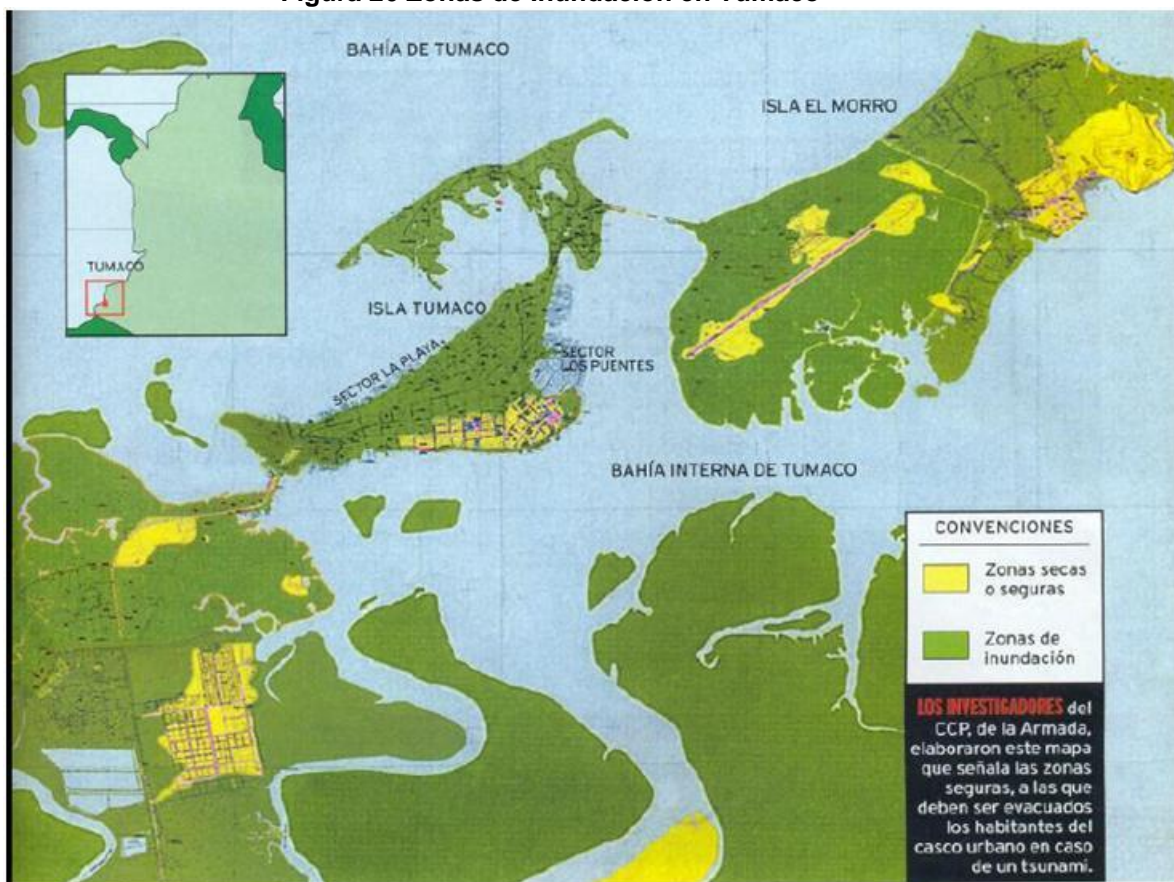 Figura 20 Zonas de Inundación en Tumaco
BAHÍA DE TUMACO
ISLA EL MORRO
TUMACO
ISLA TUMACO
SECTOR LA PLAYA
SECTOR
LOS PUENTES
BAHÍA INTERNA DE TUMACO
CONVENCIONES
Zonas secas
o seguras
Zonas de
inundación
LOS INVESTIGADORES del
CCP, de la Armada,
elaboraron este mapa
que señala las zonas
seguras, a las que
deben ser evacuados
los habitantes del
casco urbano en caso
de un tsunami.